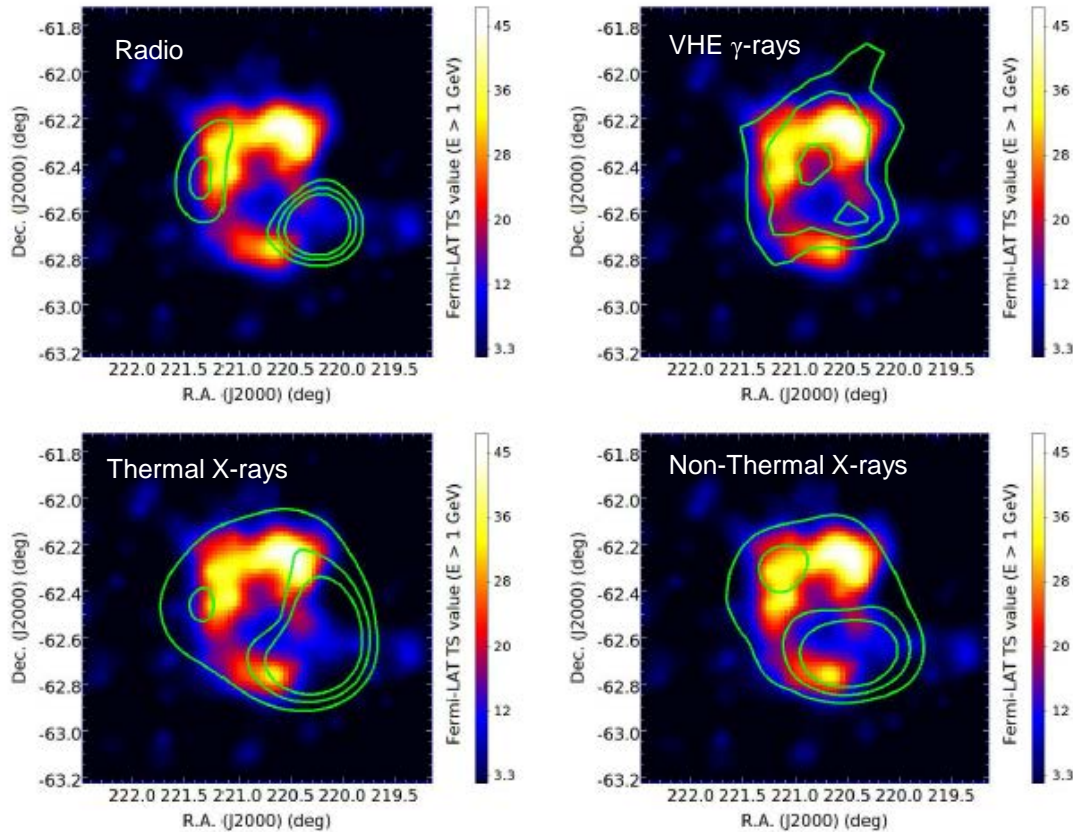 Radio
-61.8
-62.0
-62.2
-62.4
-62.6
-62.8
-63.0
-63.2
Dec. (J2000) (deg)
222.0 221.5 221.0 220.5 220.0 219.5
R.A. (J2000) (deg)
45
36
28
20
12
3.3
Fermi-LAT TS value (E > 1 GeV)
VHE γ-rays
-61.8
-62.0
-62.2
-62.4
-62.6
-62.8
-63.0
-63.2
Dec. (J2000) (deg)
222.0 221.5 221.0 220.5 220.0 219.5
R.A. (J2000) (deg)
45
36
28
20
12
3.3
Fermi-LAT TS value (E > 1 GeV)
Thermal X-rays
-61.8
-62.0
-62.2
-62.4
-62.6
-62.8
-63.0
-63.2
Dec. (J2000) (deg)
222.0 221.5 221.0 220.5 220.0 219.5
R.A. (J2000) (deg)
45
36
28
20
12
3.3
Fermi-LAT TS value (E > 1 GeV)
Non-Thermal X-rays
-61.8
-62.0
-62.2
-62.4
-62.6
-62.8
-63.0
-63.2
Dec. (J2000) (deg)
222.0 221.5 221.0 220.5 220.0 219.5
R.A. (J2000) (deg)
45
36
28
20
12
3.3
Fermi-LAT TS value (E > 1 GeV)